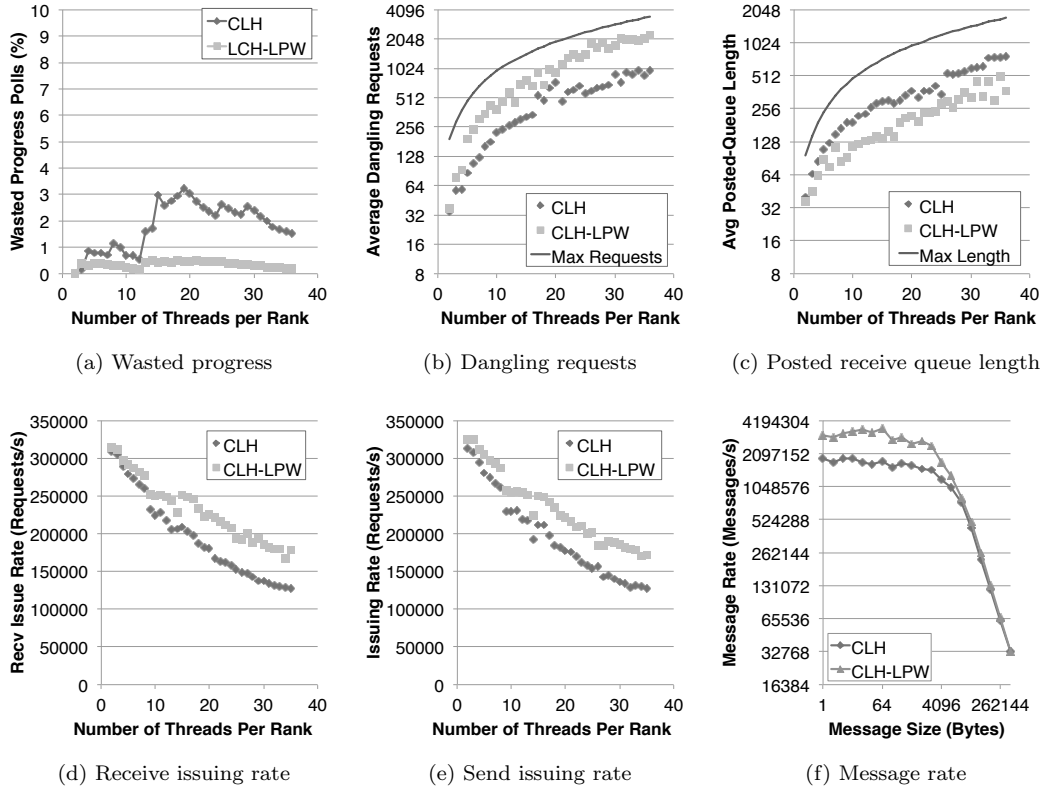 Wasted Progress Polls (%)
10
9
8
7
6
5
4
3
2
1
0
CLH
LCH-LPW
0 10 20 30 40
Number of Threads per Rank
(a) Wasted progress
Average Dangling Requests
4096
2048
1024
512
256
128
64
32
16
8
CLH
CLH-LPW
Max Requests
0 10 20 30 40
Number of Threads Per Rank
(b) Dangling requests
Avg Posted-Queue Length
2048
1024
512
256
128
64
32
16
8
CLH
CLH-LPW
Max Length
0 10 20 30 40
Number of Threads Per Rank
(c) Posted receive queue length
Recv Issue Rate (Requests/s)
350000
300000
250000
200000
150000
100000
50000
0
CLH
CLH-LPW
0 10 20 30 40
Number of Threads Per Rank
(d) Receive issuing rate
Issuing Rate (Requests/s)
350000
300000
250000
200000
150000
100000
50000
0
CLH
CLH-LPW
0 10 20 30 40
Number of Threads Per Rank
(e) Send issuing rate
Message Rate (Messages/s)
4194304
2097152
1048576
524288
262144
131072
65536
32768
16384
CLH
CLH-LPW
1 64 4096 262144
Message Size (Bytes)
(f) Message rate